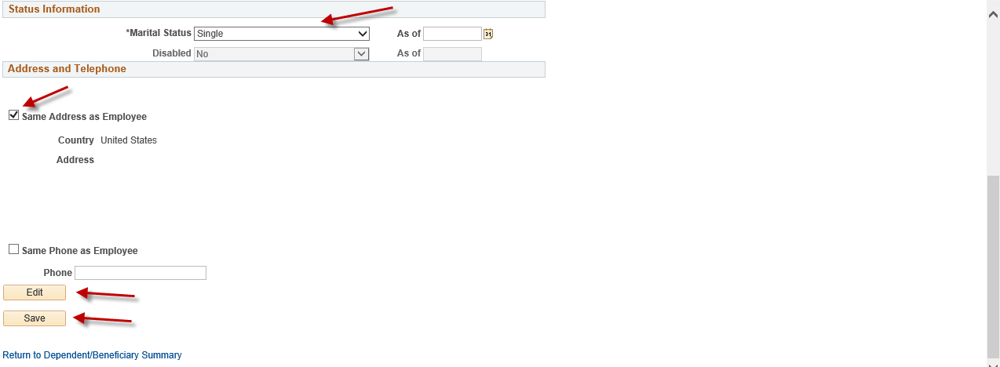 Status Information
*Marital Status Single As of 31
Disabled No As of
Address and Telephone
Same Address as Employee
Country United States
Address
Same Phone as Employee
Phone
Edit
Save
Return to Dependent/Beneficiary Summary